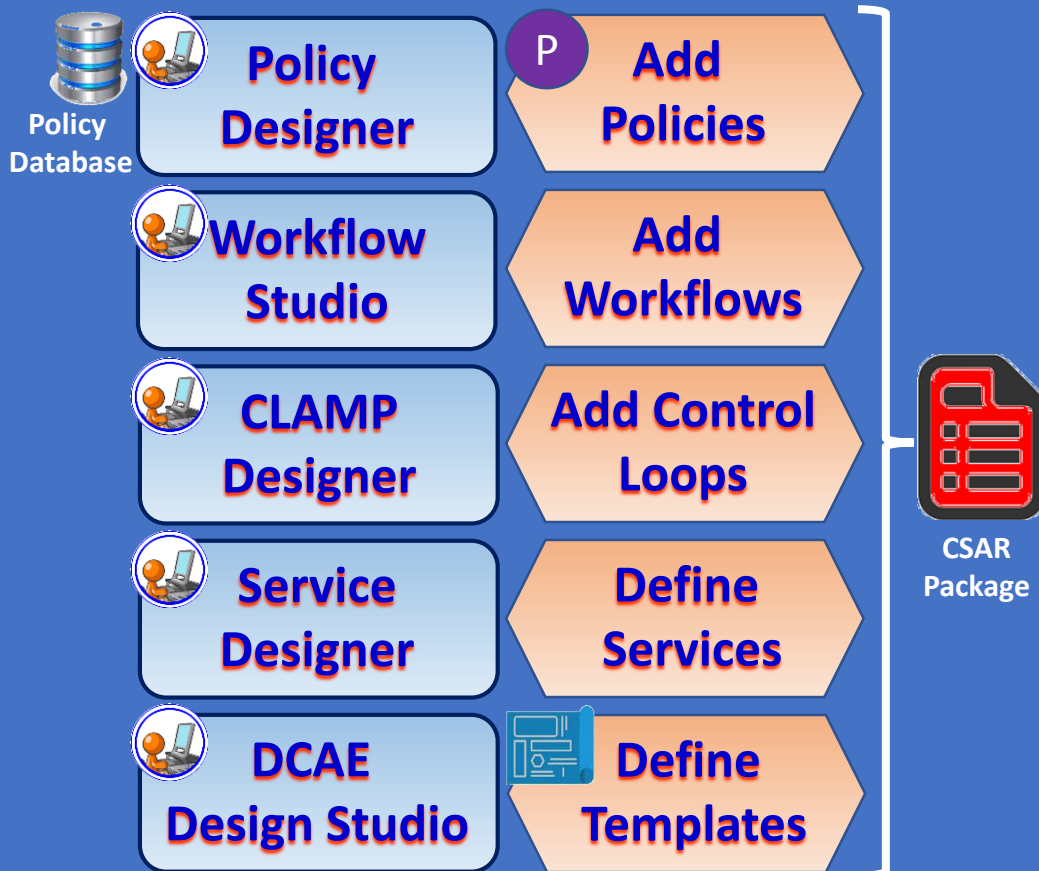 Policy
Database
Policy
Designer
P
Add
Policies
Workflow
Studio
Add
Workflows
CLAMP
Designer
Add Control
Loops
Service
Designer
Define
Services
DCAE
Design Studio
Define
Templates
CSAR
Package